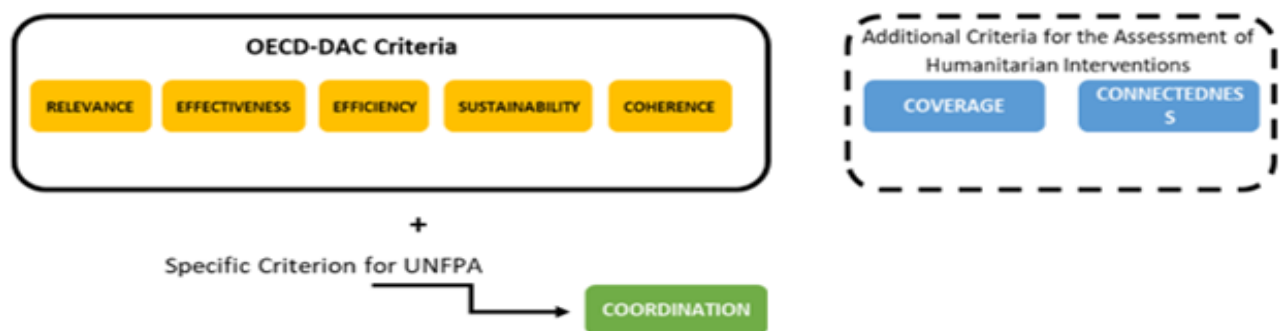 OECD-DAC Criteria
RELEVANCE
EFFECTIVENESS
EFFICIENCY
SUSTAINABILITY
COHERENCE
Additional Criteria for the Assessment of
Humanitarian Interventions
COVERAGE
CONNECTEDNES
S
+
Specific Criterion for UNFPA
COORDINATION